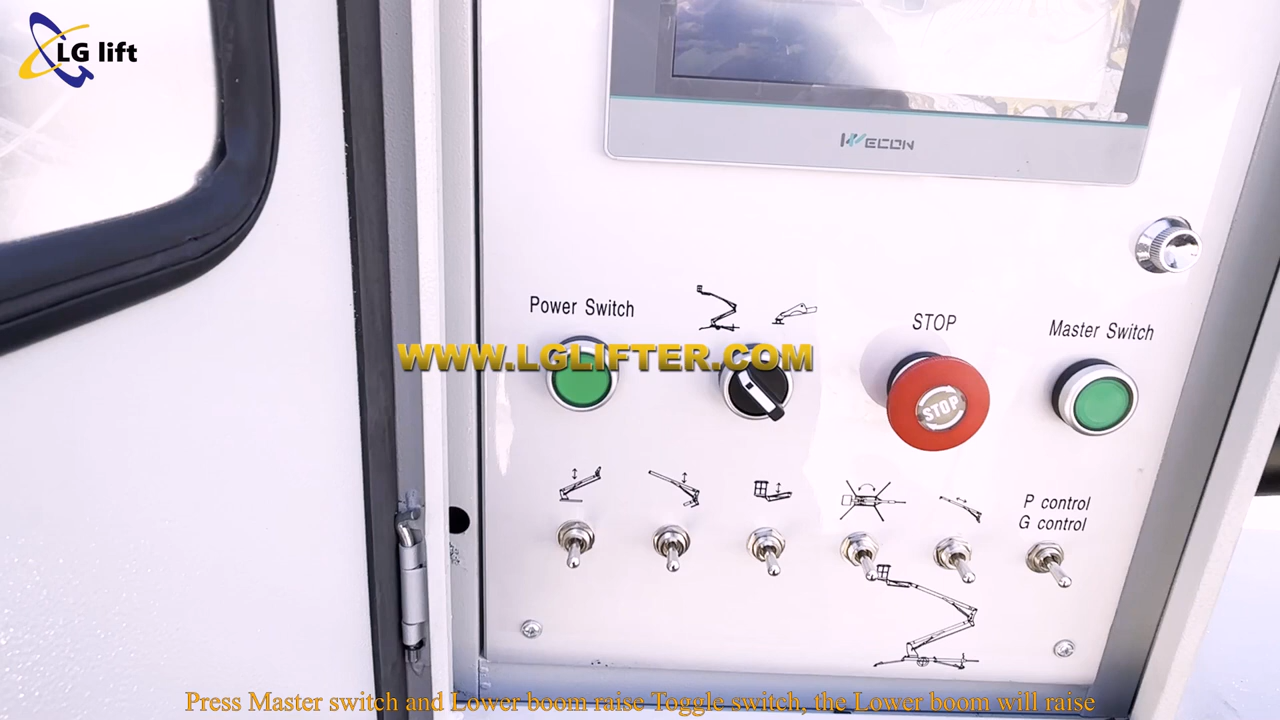 LG lift
WECON
Power Switch
STOP
Master Switch
WWW.LGLIFTER.COM
STOP
P control
G control
Press Master switch and Lower boom raise Toggle switch, the Lower boom will raise